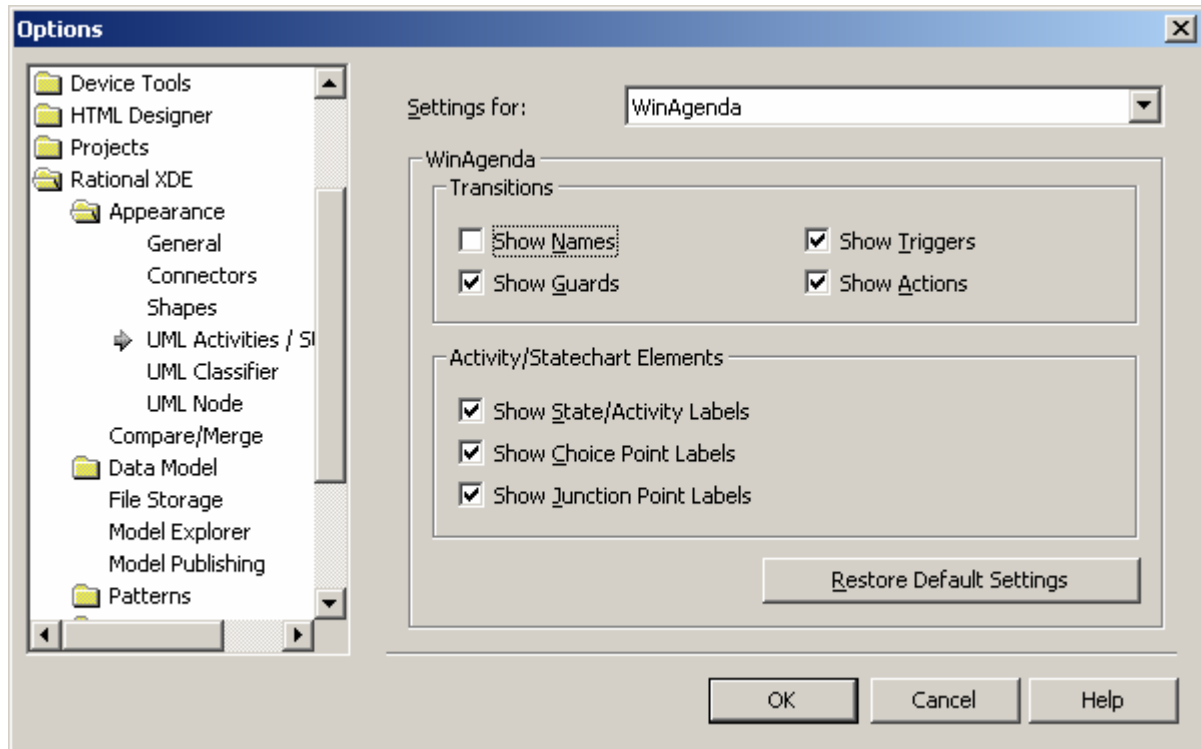 Options
Device Tools
HTML Designer
Projects
Rational XDE
Appearance
General
Connectors
Shapes
UML Activities / St
UML Classifier
UML Node
Compare/Merge
Data Model
File Storage
Model Explorer
Model Publishing
Patterns
Settings for: WinAgenda
WinAgenda
Transitions
Show Names Show Triggers
Show Guards Show Actions
Activity/Statechart Elements
Show State/Activity Labels
Show Choice Point Labels
Show Junction Point Labels
Restore Default Settings
OK Cancel Help